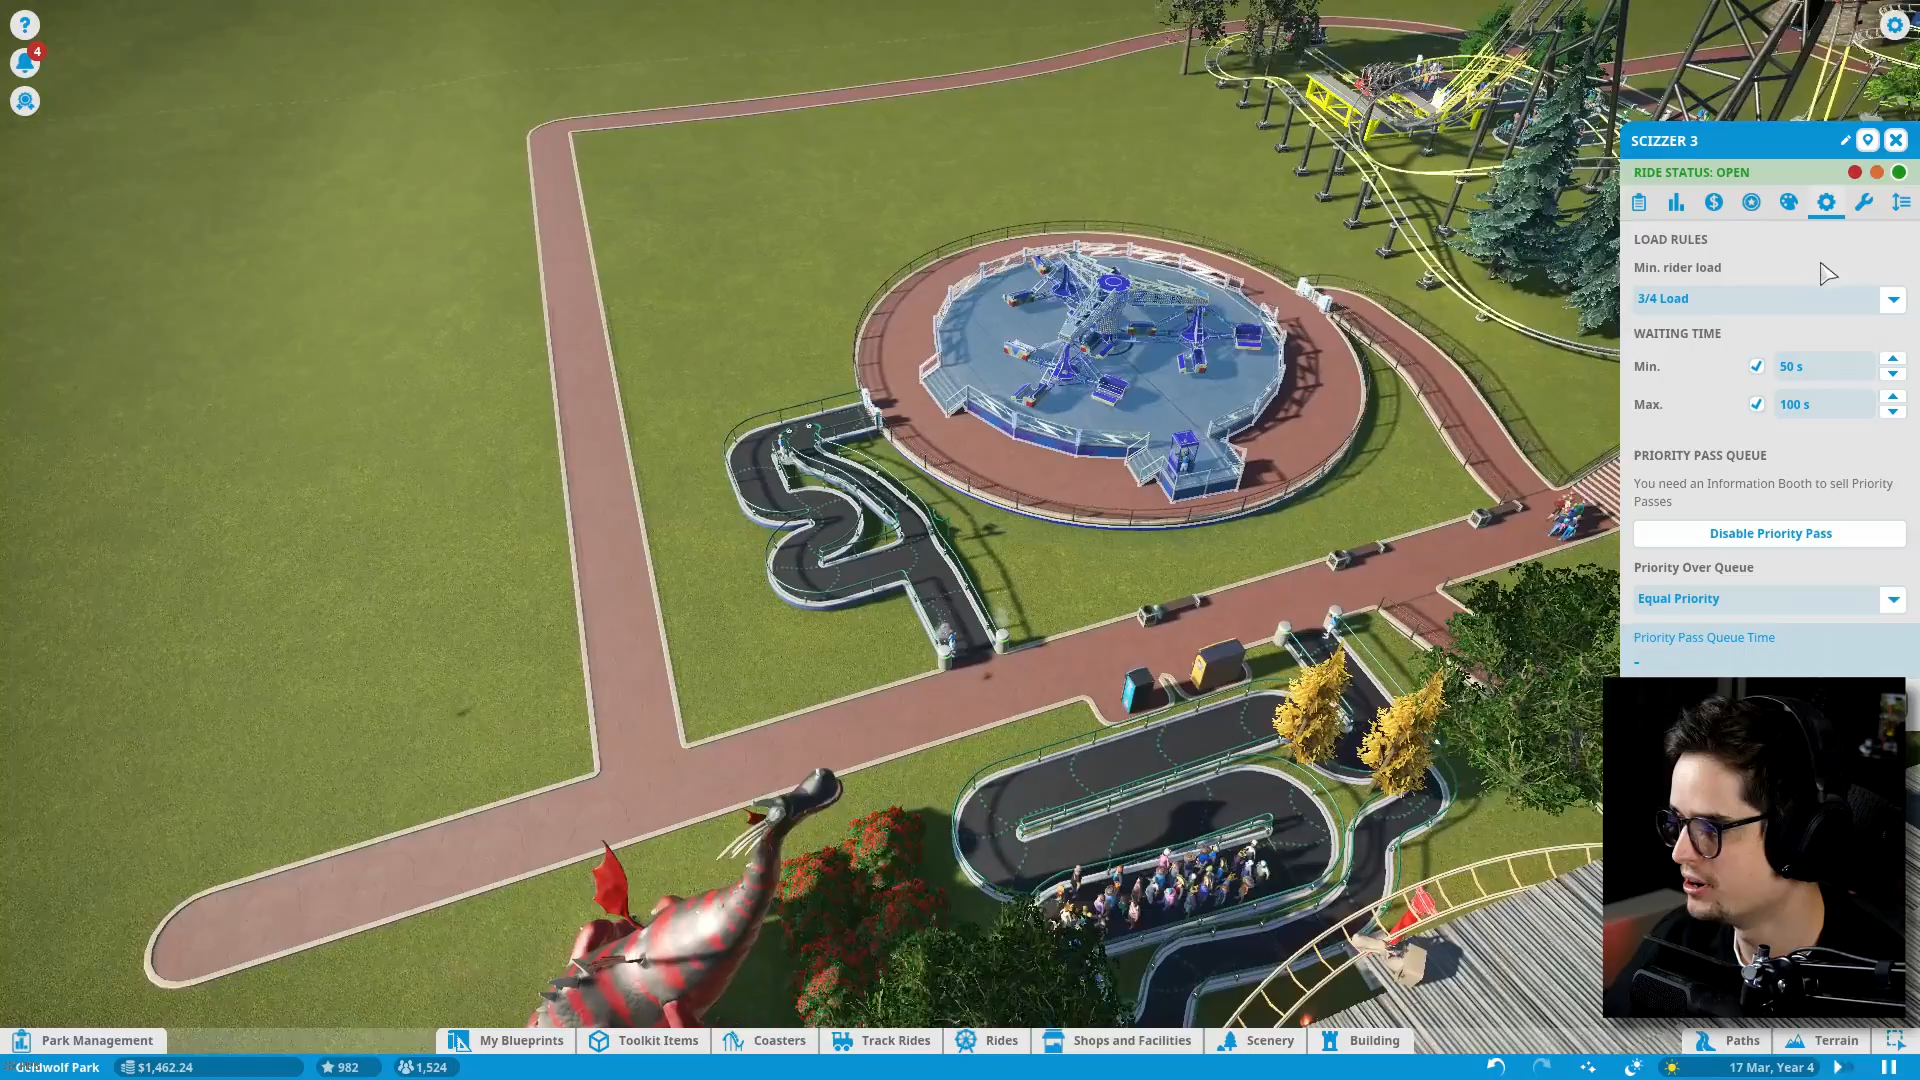 ?
4
SCIZZER 3
RIDE STATUS: OPEN
LOAD RULES
Min. rider load
3/4 Load
WAITING TIME
Min.
50 s
Max.
100 s
PRIORITY PASS QUEUE
You need an Information Booth to sell Priority
Passes
Disable Priority Pass
Priority Over Queue
Equal Priority
Priority Pass Queue Time
-
Park Management
My Blueprints
Toolkit Items
Coasters
Track Rides
Rides
Shops and Facilities
Scenery
Building
Paths
Terrain
Coldwolf Park
$1,462.24
982
1,524
17 Mar, Year 4